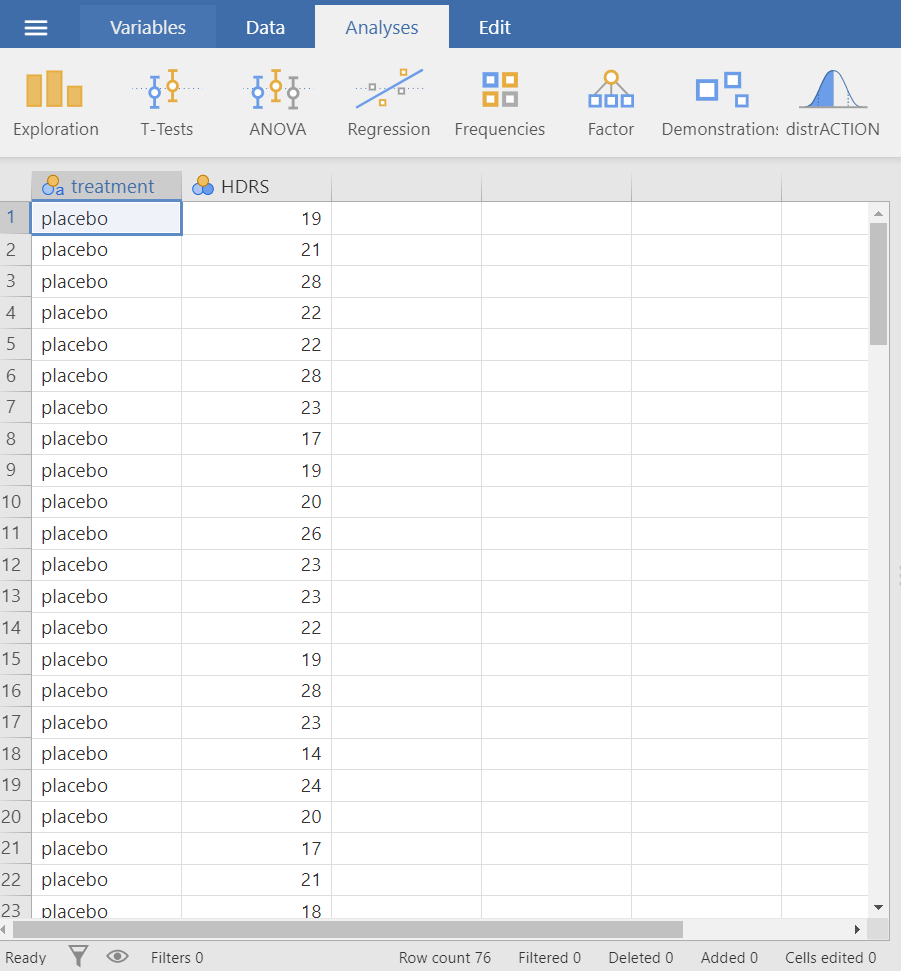 Variables Data Analyses Edit
Exploration T-Tests ANOVA Regression Frequencies Factor Demonstrations distrACTION
a treatment HDRS
1 placebo 19
2 placebo 21
3 placebo 28
4 placebo 22
5 placebo 22
6 placebo 28
7 placebo 23
8 placebo 17
9 placebo 19
10 placebo 20
11 placebo 26
12 placebo 23
13 placebo 23
14 placebo 22
15 placebo 19
16 placebo 28
17 placebo 23
18 placebo 14
19 placebo 24
20 placebo 20
21 placebo 17
22 placebo 21
23 placebo 18
Ready Filters 0 Row count 76 Filtered 0 Deleted 0 Added 0 Cells edited 0